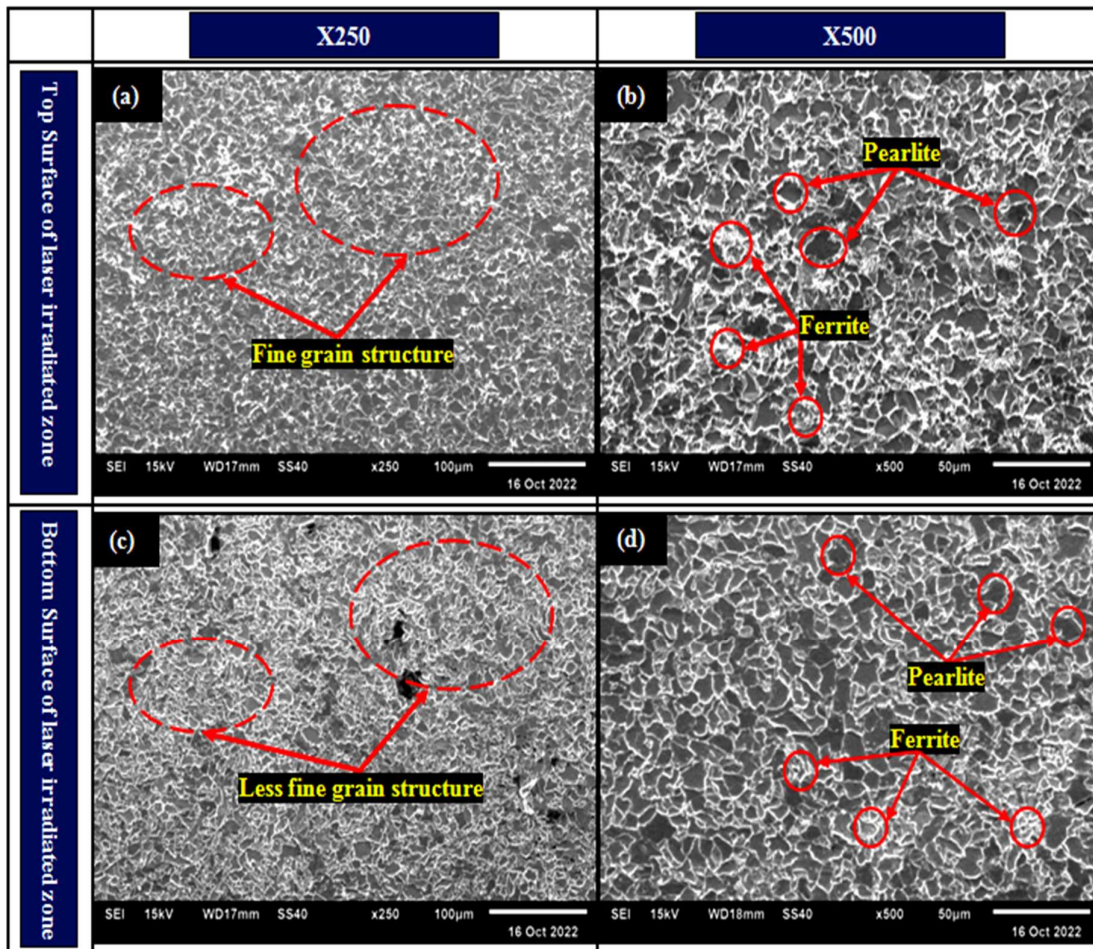 X250
X500
Top Surface of laser irradiated zone
(a)
Fine grain structure
SEI 15kV WD17mm SS40 x250 100µm
16 Oct 2022
(b)
Pearlite
Ferrite
SEI 15kV WD17mm SS40 x500 50µm
16 Oct 2022
Bottom Surface of laser irradiated zone
(c)
Less fine grain structure
SEI 15kV WD17mm SS40 x250 100µm
16 Oct 2022
(d)
Pearlite
Ferrite
SEI 15kV WD18mm SS40 x500 50µm
16 Oct 2022